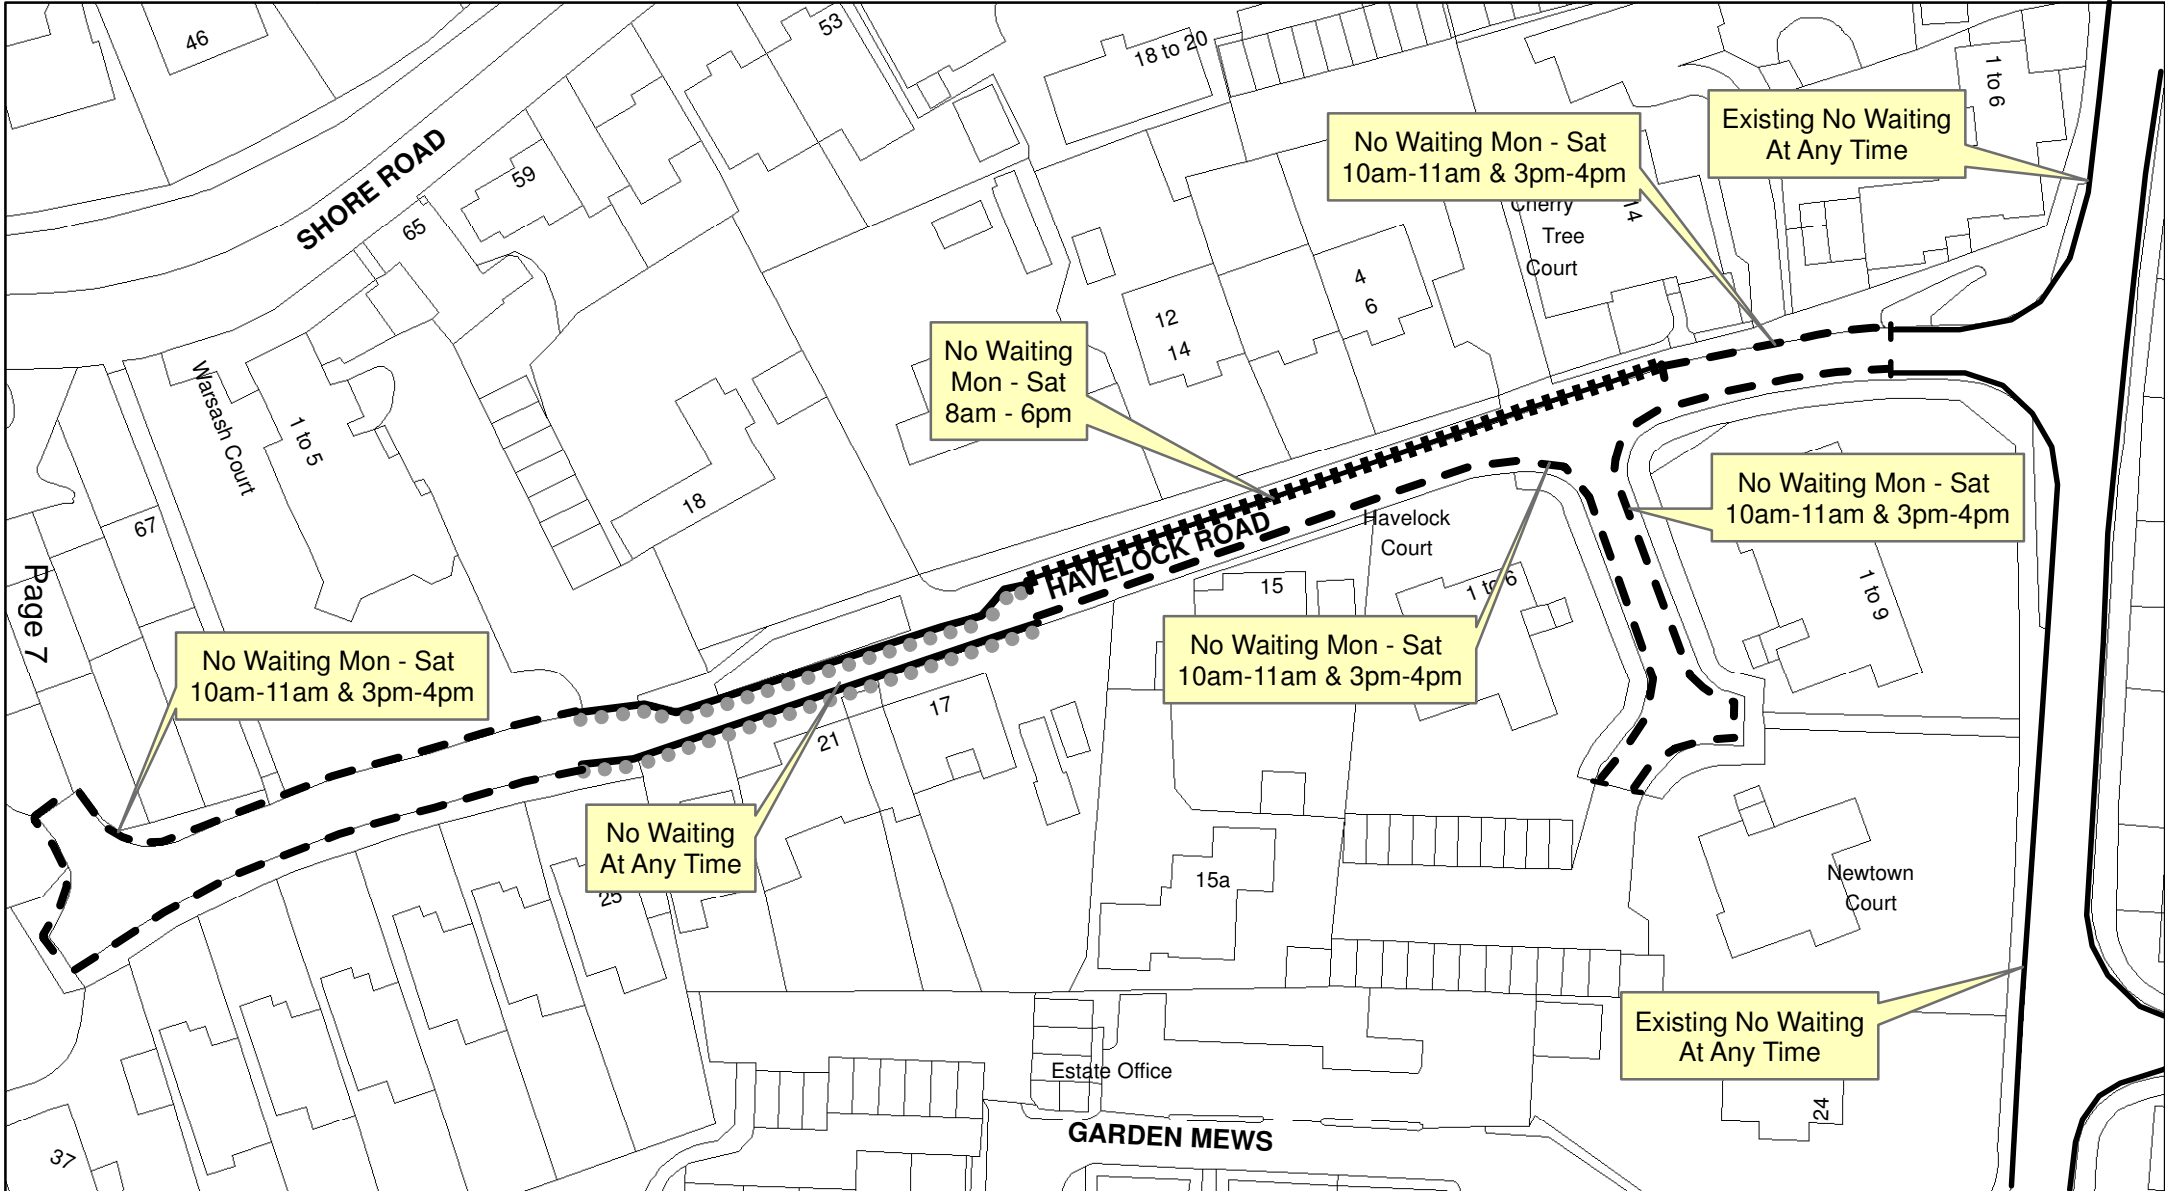 46
53
18 to 20
1 to 6
Existing No Waiting
At Any Time
No Waiting Mon - Sat
10am-11am & 3pm-4pm
SHORE ROAD
59
65
Cherry
Tree
Court
14
4
6
12
14
No Waiting
Mon - Sat
8am - 6pm
Warsash Court
1 to 5
18
67
HAVELOCK ROAD
Havelock
Court
No Waiting Mon - Sat
10am-11am & 3pm-4pm
Page 7
15
1 to 6
1 to 9
No Waiting Mon - Sat
10am-11am & 3pm-4pm
No Waiting Mon - Sat
10am-11am & 3pm-4pm
17
21
No Waiting
At Any Time
25
15a
Newtown
Court
Existing No Waiting
At Any Time
Estate Office
24
GARDEN MEWS
37